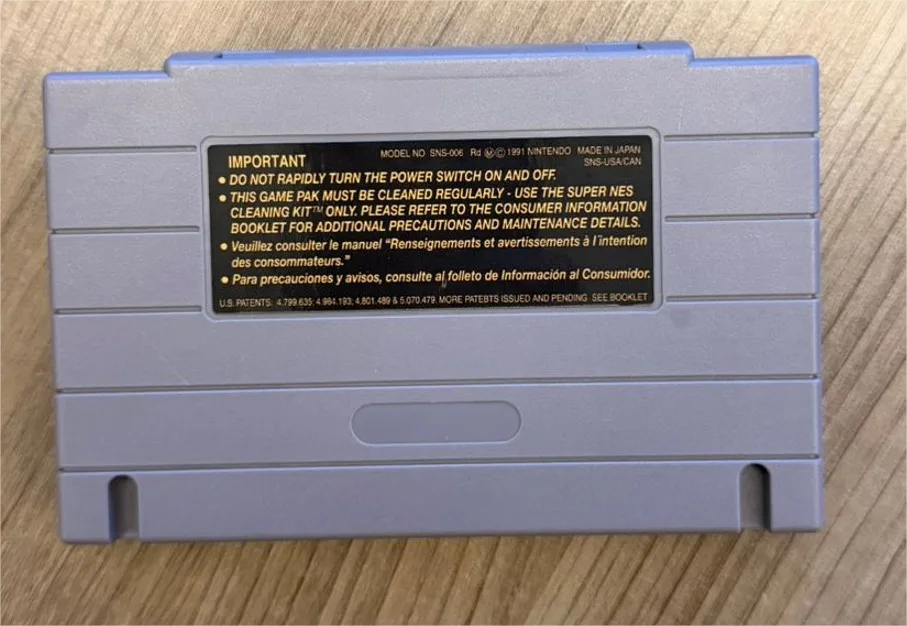 IMPORTANT MODEL NO SNS-006 Rd Ⓜ©1991 NINTENDO MADE IN JAPAN
SNS-USA/CAN
• DO NOT RAPIDLY TURN THE POWER SWITCH ON AND OFF.
• THIS GAME PAK MUST BE CLEANED REGULARLY - USE THE SUPER NES
CLEANING KIT™ ONLY. PLEASE REFER TO THE CONSUMER INFORMATION
BOOKLET FOR ADDITIONAL PRECAUTIONS AND MAINTENANCE DETAILS.
• Veuillez consulter le manuel "Renseignements et avertissements à l'intention
des consommateurs."
• Para precauciones y avisos, consulte al folleto de Información al Consumidor.
U.S. PATENTS: 4.799.635; 4.984.193; 4.801.489 & 5.070.479. MORE PATEBTS ISSUED AND PENDING SEE BOOKLET